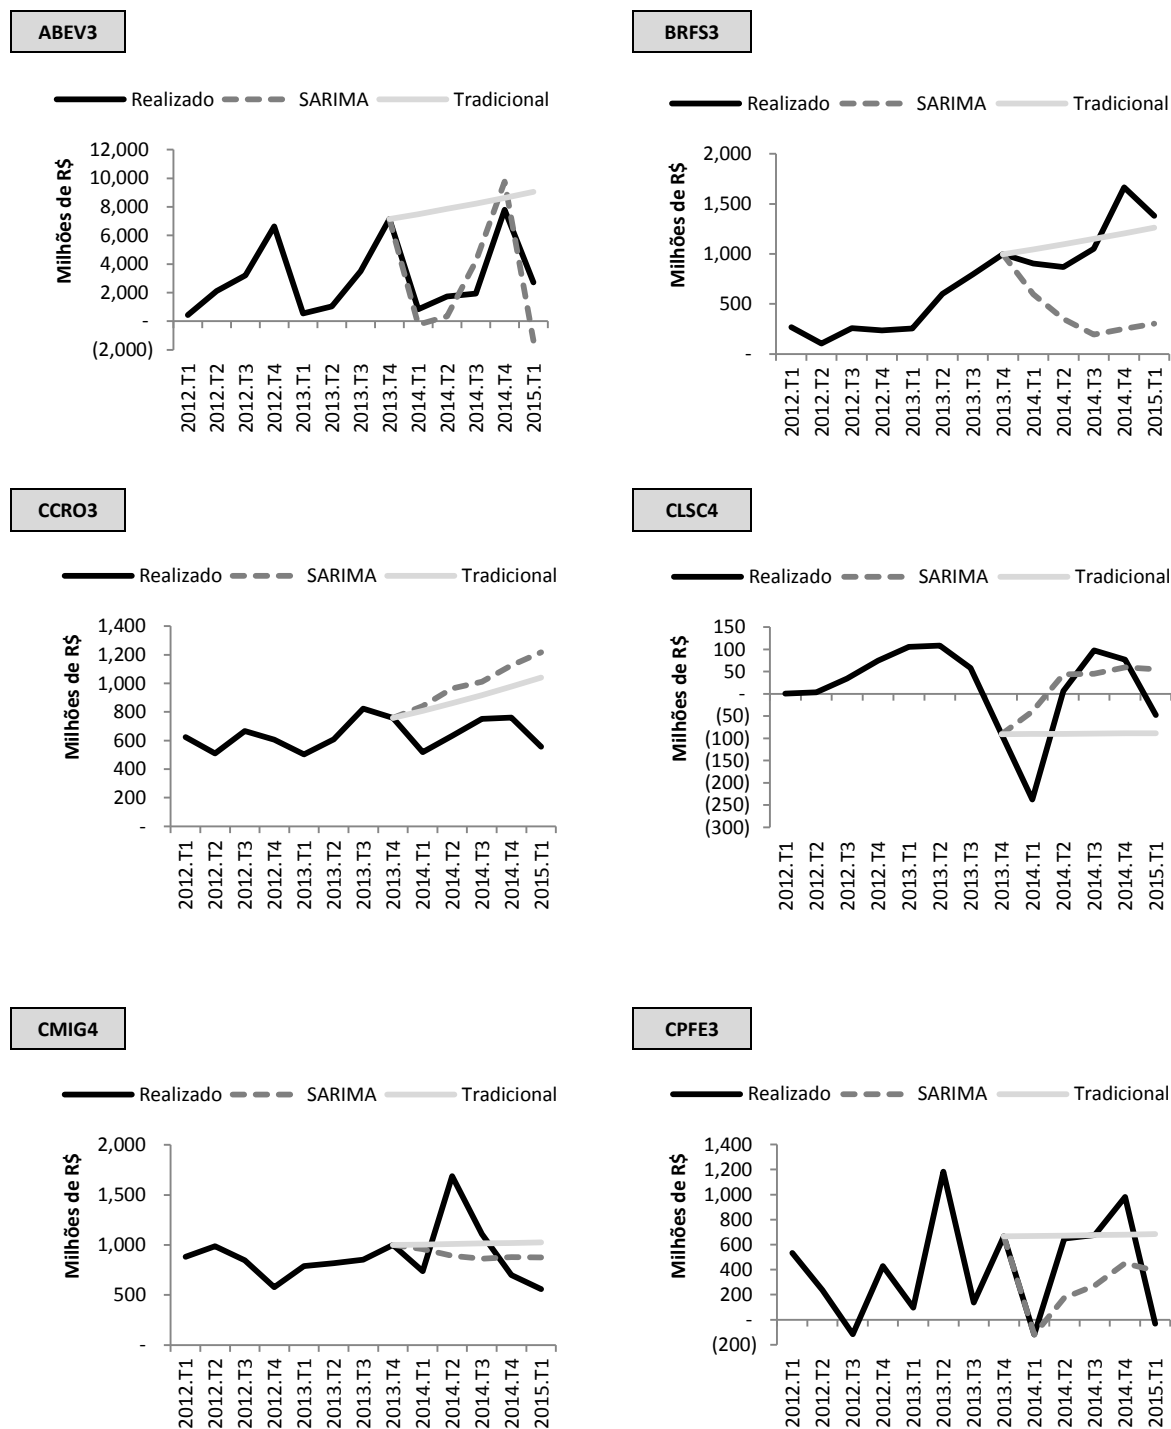 ABEV3
Realizado SARIMA Tradicional
Milhões de R$
12,000
10,000
8,000
6,000
4,000
2,000
-
(2,000)
2012.T1
2012.T2
2012.T3
2012.T4
2013.T1
2013.T2
2013.T3
2013.T4
2014.T1
2014.T2
2014.T3
2014.T4
2015.T1
BRFS3
Realizado SARIMA Tradicional
Milhões de R$
2,000
1,500
1,000
500
-
2012.T1
2012.T2
2012.T3
2012.T4
2013.T1
2013.T2
2013.T3
2013.T4
2014.T1
2014.T2
2014.T3
2014.T4
2015.T1
CCRO3
Realizado SARIMA Tradicional
Milhões de R$
1,400
1,200
1,000
800
600
400
200
-
2012.T1
2012.T2
2012.T3
2012.T4
2013.T1
2013.T2
2013.T3
2013.T4
2014.T1
2014.T2
2014.T3
2014.T4
2015.T1
CLSC4
Realizado SARIMA Tradicional
Milhões de R$
150
100
50
-
(50)
(100)
(150)
(200)
(250)
(300)
2012.T1
2012.T2
2012.T3
2012.T4
2013.T1
2013.T2
2013.T3
2013.T4
2014.T1
2014.T2
2014.T3
2014.T4
2015.T1
CMIG4
Realizado SARIMA Tradicional
Milhões de R$
2,000
1,500
1,000
500
-
2012.T1
2012.T2
2012.T3
2012.T4
2013.T1
2013.T2
2013.T3
2013.T4
2014.T1
2014.T2
2014.T3
2014.T4
2015.T1
CPFE3
Realizado SARIMA Tradicional
Milhões de R$
1,400
1,200
1,000
800
600
400
200
-
(200)
2012.T1
2012.T2
2012.T3
2012.T4
2013.T1
2013.T2
2013.T3
2013.T4
2014.T1
2014.T2
2014.T3
2014.T4
2015.T1